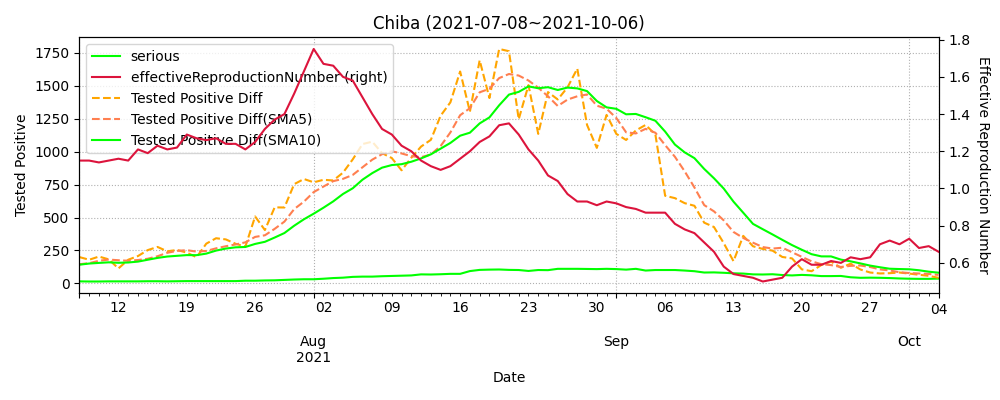 Chiba (2021-07-08~2021-10-06)
serious
effectiveReproductionNumber (right)
Tested Positive Diff
Tested Positive Diff(SMA5)
Tested Positive Diff(SMA10)
Tested Positive
1750
1500
1250
1000
750
500
250
0
1.8
1.6
1.4
1.2
1.0
0.8
0.6
Effective Reproduction Number
12 19 26 02 09 16 23 30 06 13 20 27 04
Aug Sep Oct
2021
Date